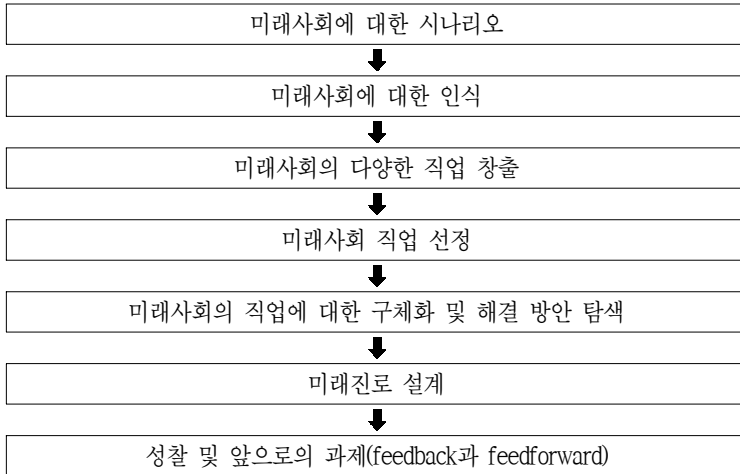 미래사회에 대한 시나리오
미래사회에 대한 인식
미래사회의 다양한 직업 창출
미래사회 직업 선정
미래사회의 직업에 대한 구체화 및 해결 방안 탐색
미래진로 설계
성찰 및 앞으로의 과제(feedback과 feedforward)